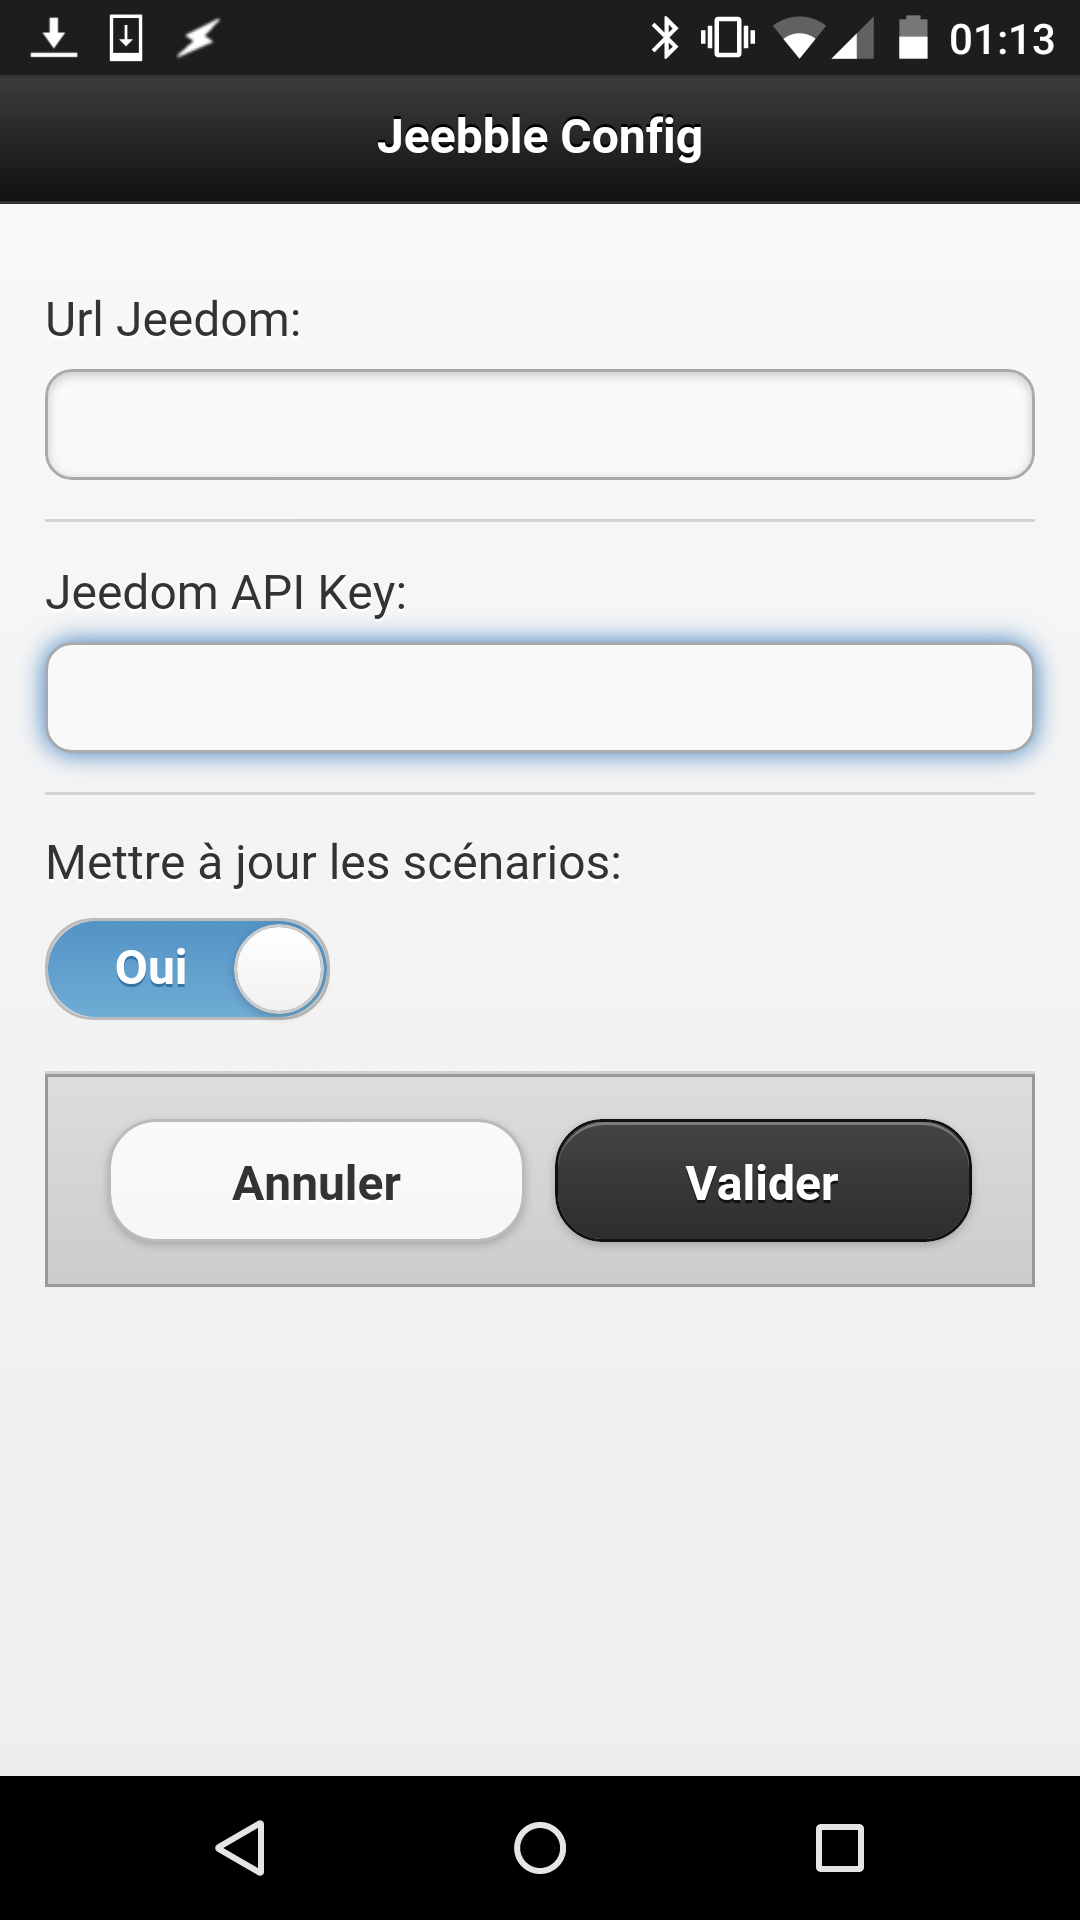 01:13
Jeebble Config
Url Jeedom:
Jeedom API Key:
Mettre à jour les scénarios:
Oui
Annuler Valider